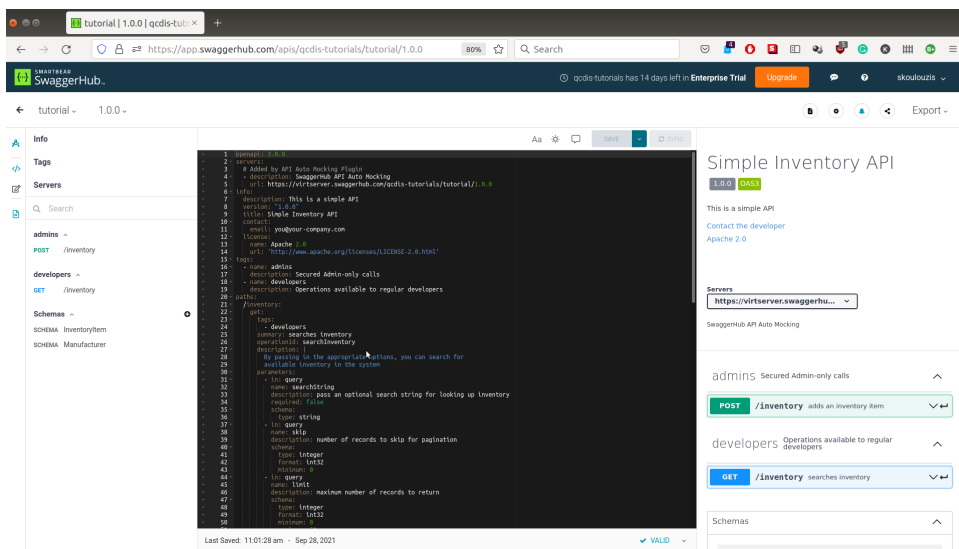 tutorial | 1.0.0 | qcdis-tuto ×
+
https://app.swaggerhub.com/apis/qcdis-tutorials/tutorial/1.0.0
80%
Search
SMARTBEAR
SwaggerHub
qcdis-tutorials has 14 days left in Enterprise Trial
Upgrade
skoulouzis
tutorial
1.0.0
Export
Info
Tags
Servers
Search
admins
POST /inventory
developers
GET /inventory
Schemas
SCHEMA InventoryItem
SCHEMA Manufacturer
Aa
SAVE
SYNC
1 openapi: 3.0.0
2 servers:
3 # Added by API Auto Mocking Plugin
4 - description: SwaggerHub API Auto Mocking
5 url: https://virtserver.swaggerhub.com/qcdis-tutorials/tutorial/1.0.0
6 info:
7 description: This is a simple API
8 version: "1.0.0"
9 title: Simple Inventory API
10 contact:
11 email: you@your-company.com
12 license:
13 name: Apache 2.0
14 url: 'http://www.apache.org/licenses/LICENSE-2.0.html'
15 tags:
16 - name: admins
17 description: Secured Admin-only calls
18 - name: developers
19 description: Operations available to regular developers
20 paths:
21 /inventory:
22 get:
23 tags:
24 - developers
25 summary: searches inventory
26 operationId: searchInventory
27 description: |
28 By passing in the appropriate options, you can search for
29 available inventory in the system
30 parameters:
31 - in: query
32 name: searchString
33 description: pass an optional search string for looking up inventory
34 required: false
35 schema:
36 type: string
37 - in: query
38 name: skip
39 description: number of records to skip for pagination
40 schema:
41 type: integer
42 format: int32
43 minimum: 0
44 - in: query
45 name: limit
46 description: maximum number of records to return
47 schema:
48 type: integer
49 format: int32
50 minimum: 0
Last Saved: 11:01:28 am - Sep 28, 2021
VALID
Simple Inventory API
1.0.0 OAS3
This is a simple API
Contact the developer
Apache 2.0
Servers
https://virtserver.swaggerhu...
SwaggerHub API Auto Mocking
admins Secured Admin-only calls
POST /inventory adds an inventory item
developers Operations available to regular
developers
GET /inventory searches inventory
Schemas